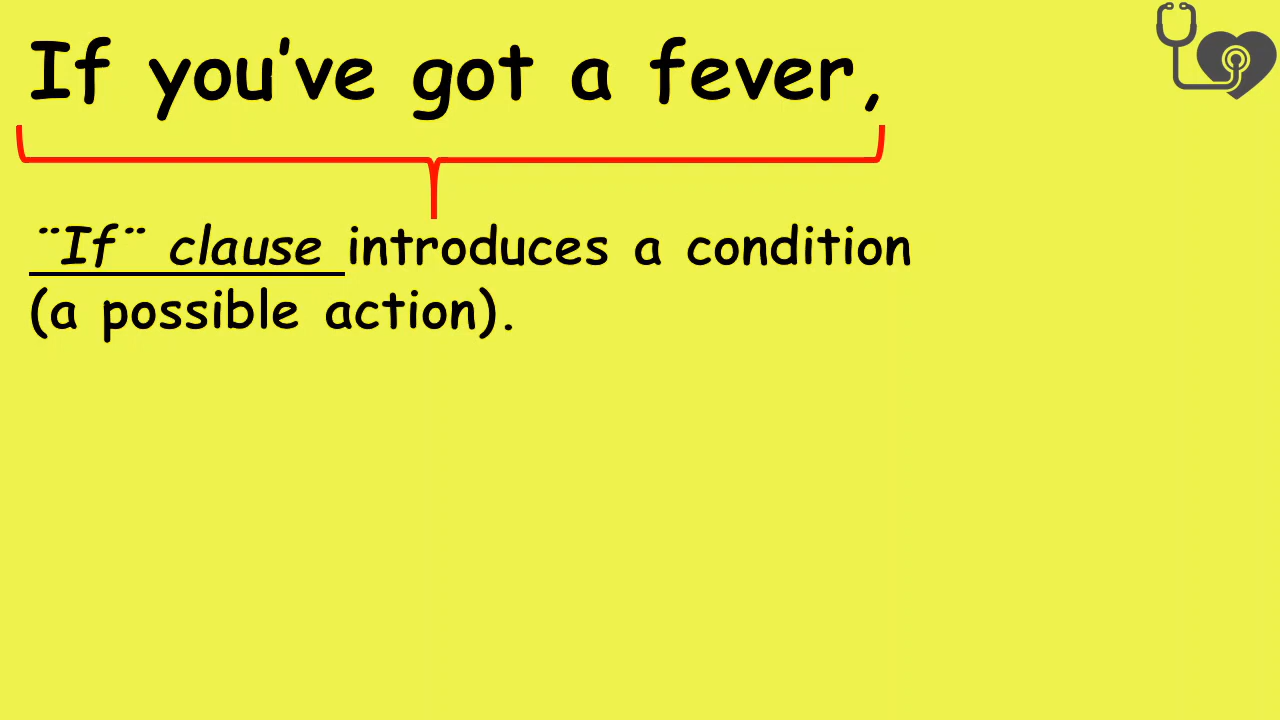 If you've got a fever,
¨If¨ clause introduces a condition
(a possible action).